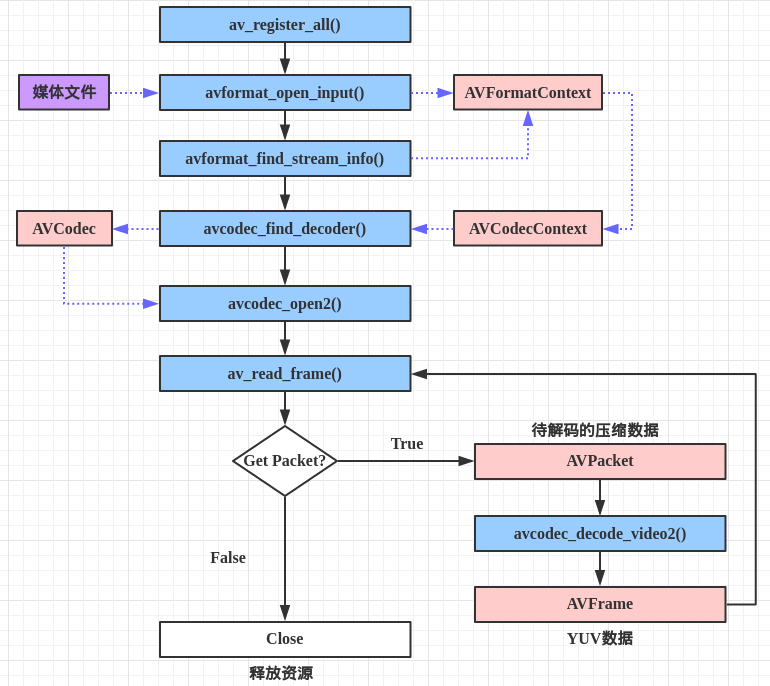 av_register_all()
媒体文件
avformat_open_input()
AVFormatContext
avformat_find_stream_info()
AVCodec
avcodec_find_decoder()
AVCodecContext
avcodec_open2()
av_read_frame()
待解码的压缩数据
True
Get Packet?
AVPacket
avcodec_decode_video2()
False
AVFrame
Close
YUV数据
释放资源